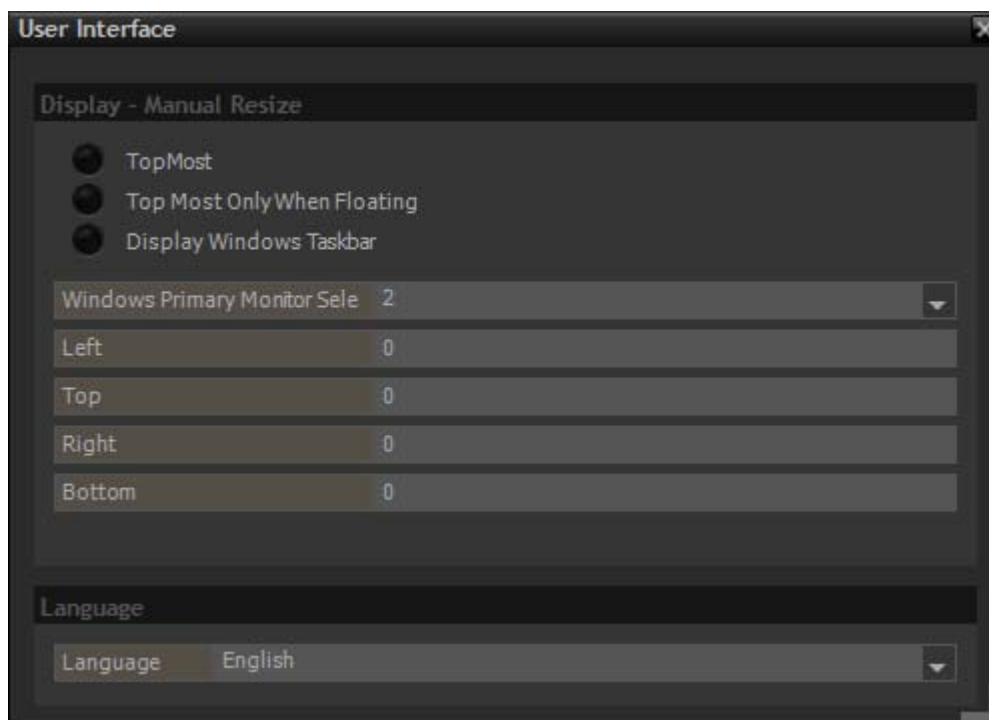 User Interface
Display - Manual Resize
TopMost
Top Most Only When Floating
Display Windows Taskbar
Windows Primary Monitor Sele 2
Left 0
Top 0
Right 0
Bottom 0
Language
Language English